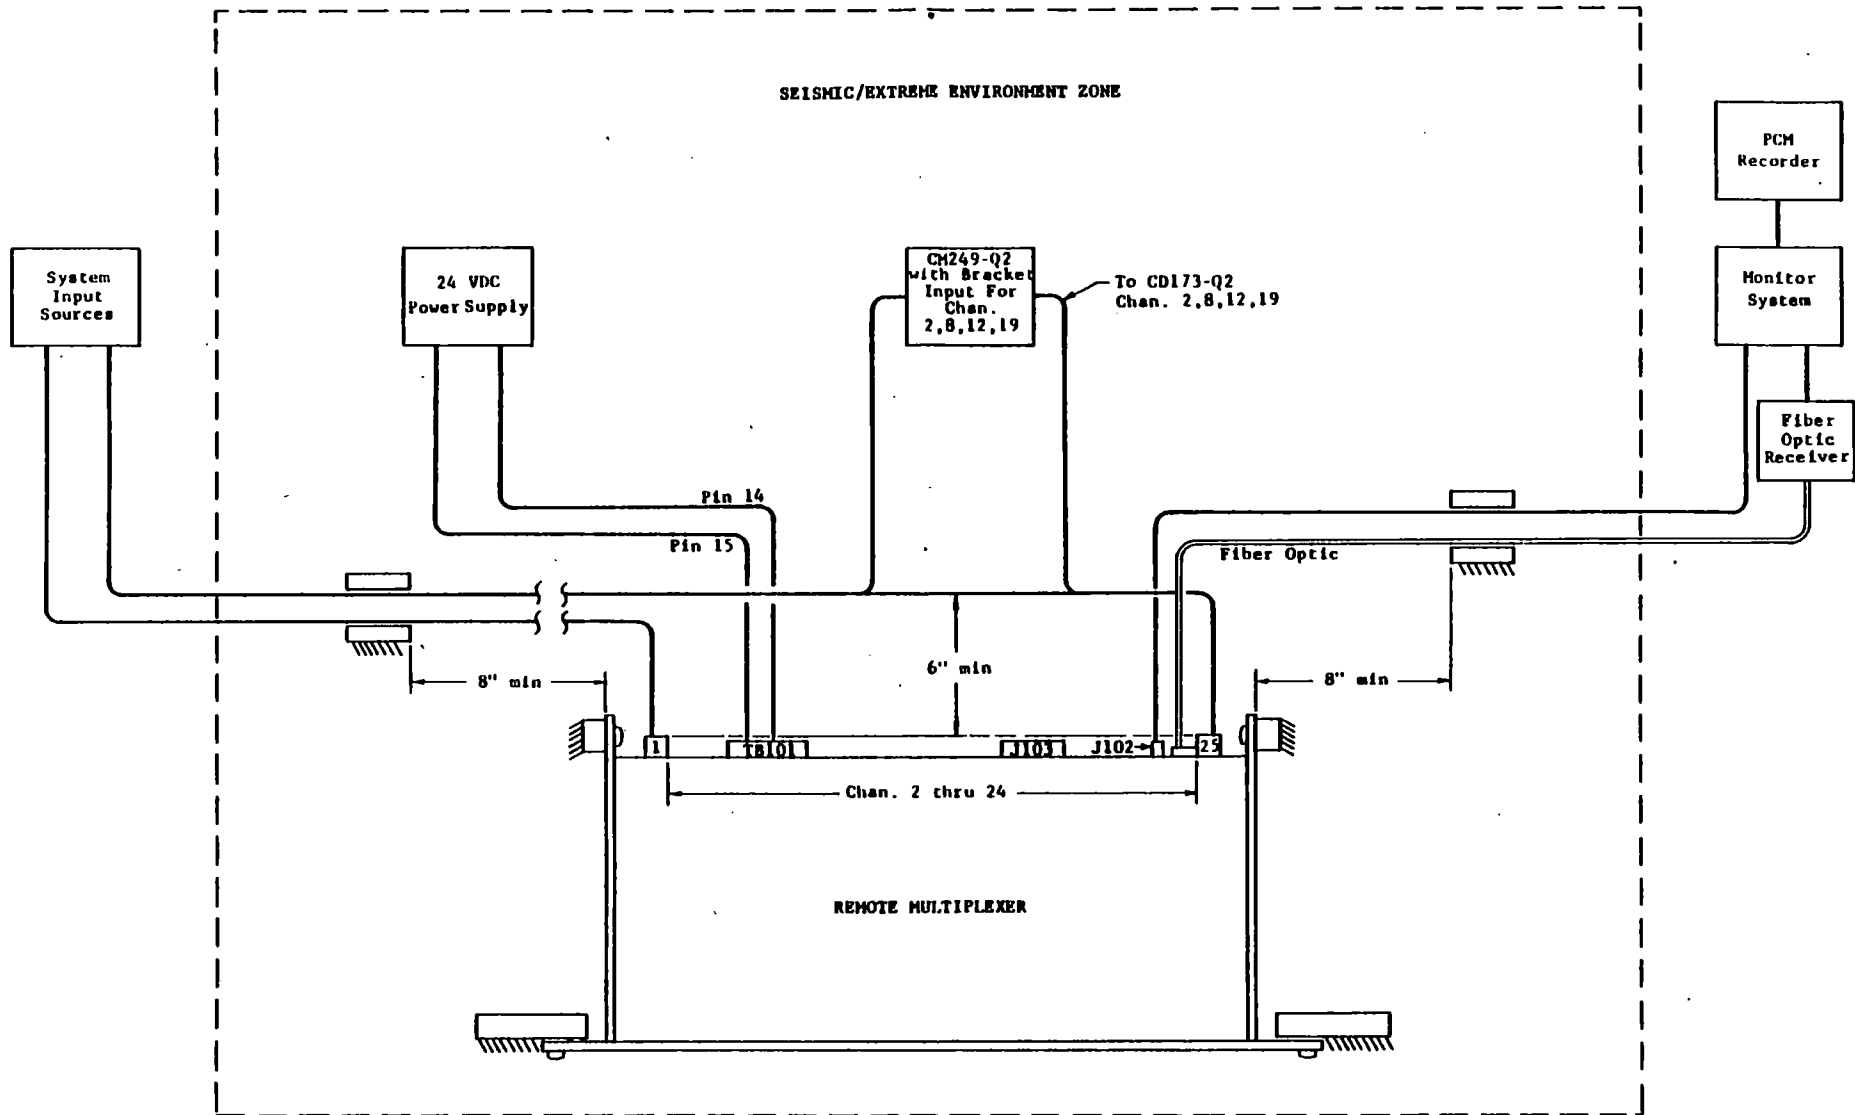 SEISMIC/EXTREME ENVIRONMENT ZONE
PCM
Recorder
System
Input
Sources
24 VDC
Power Supply
CM249-Q2
with Bracket
Input For
Chan.
2,8,12,19
To CD173-Q2
Chan. 2,8,12,19
Monitor
System
Fiber
Optic
Receiver
Pin 14
Pin 15
Fiber Optic
6" min
8" min
8" min
1
TB101
J103
J102
25
Chan. 2 thru 24
REMOTE MULTIPLEXER